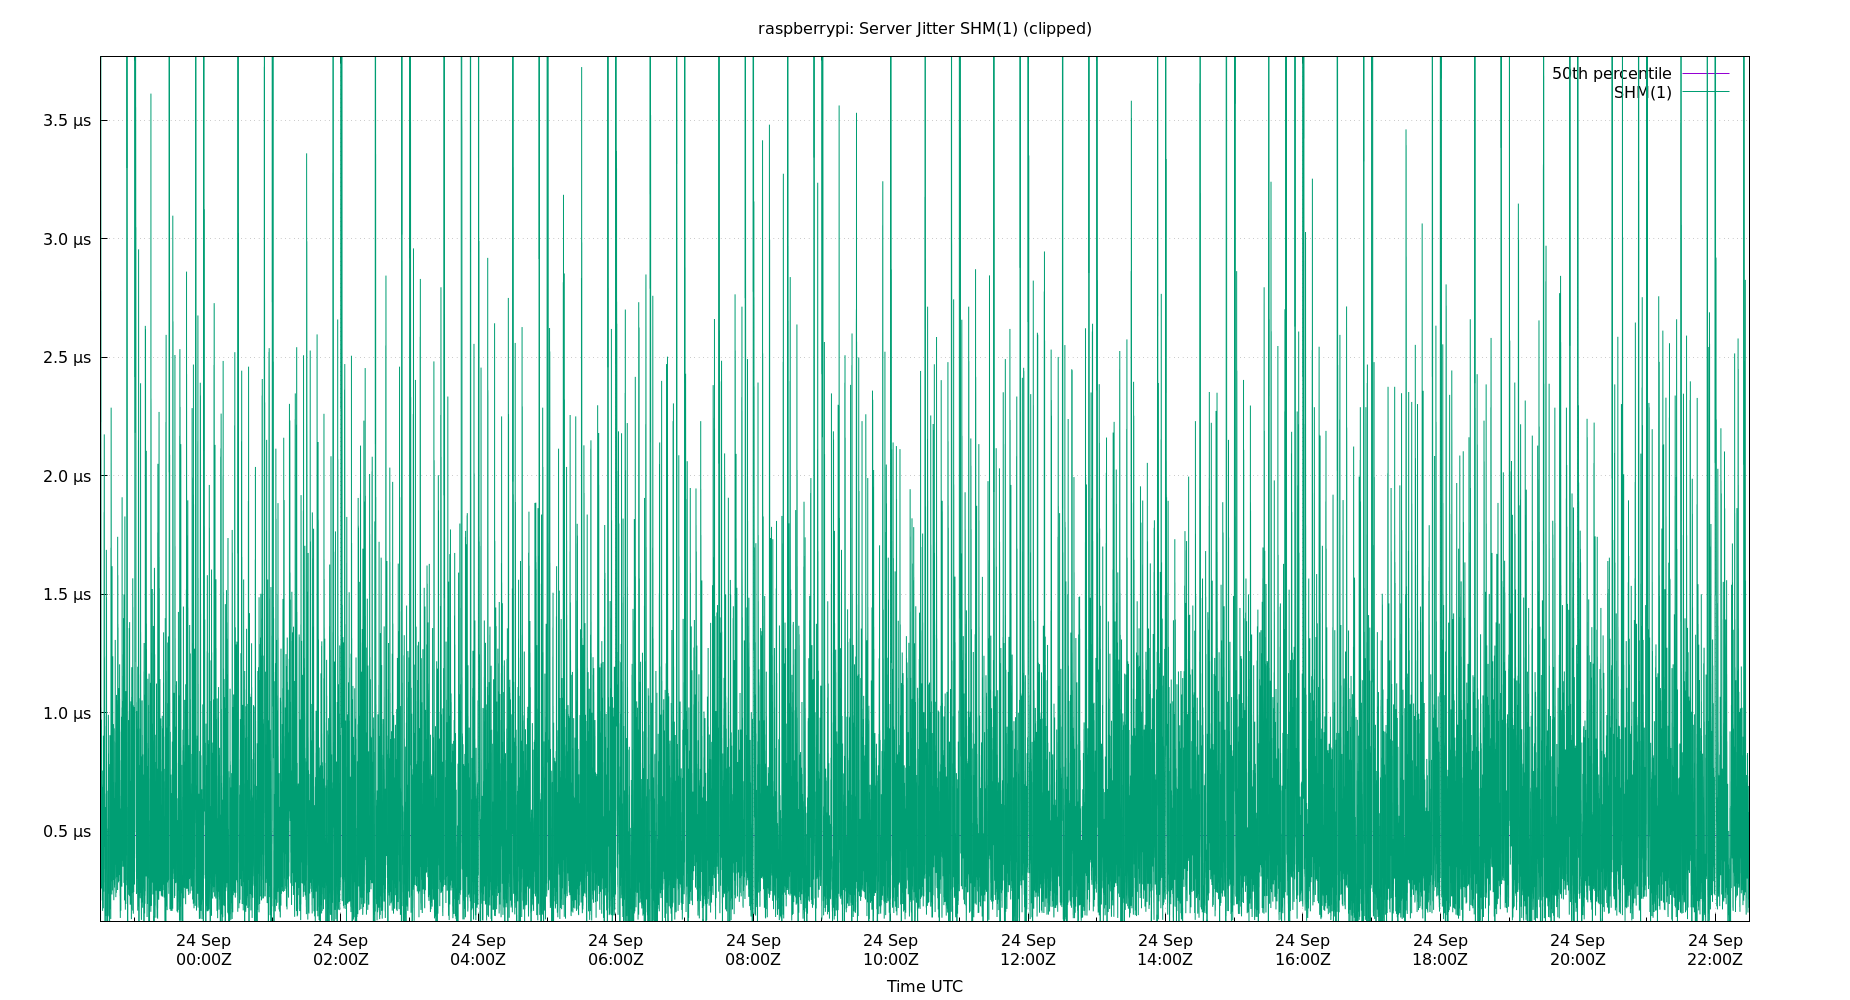 raspberrypi: Server Jitter SHM(1) (clipped)
50th percentile
SHM(1)
3.5 µs
3.0 µs
2.5 µs
2.0 µs
1.5 µs
1.0 µs
0.5 µs
24 Sep 24 Sep 24 Sep 24 Sep 24 Sep 24 Sep 24 Sep 24 Sep 24 Sep 24 Sep 24 Sep 24 Sep
00:00Z 02:00Z 04:00Z 06:00Z 08:00Z 10:00Z 12:00Z 14:00Z 16:00Z 18:00Z 20:00Z 22:00Z
Time UTC